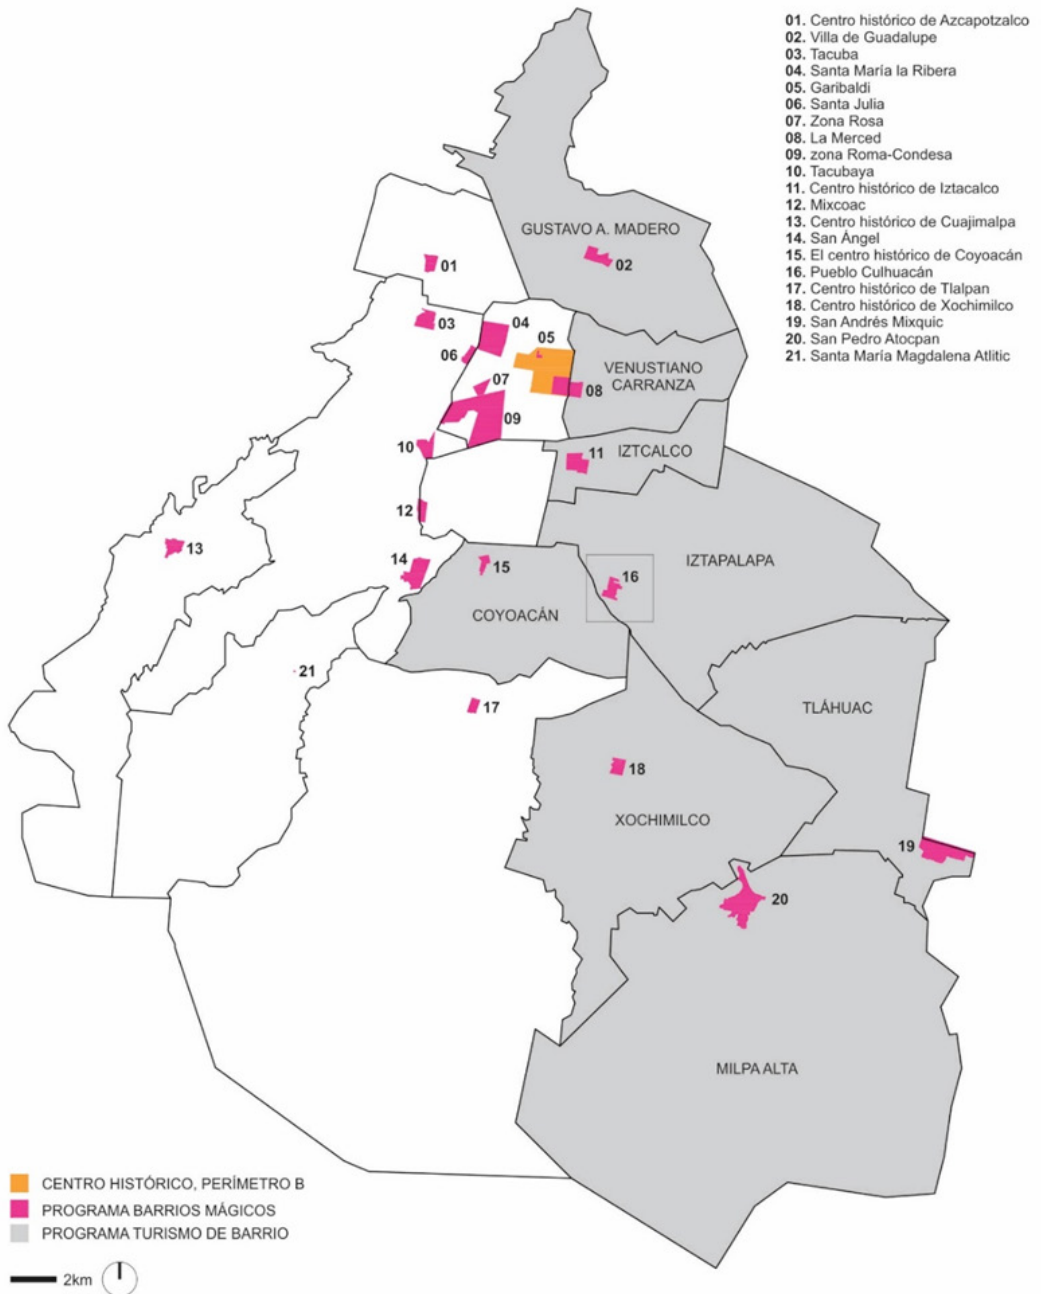 01. Centro histórico de Azcapotzalco
02. Villa de Guadalupe
03. Tacuba
04. Santa María la Ribera
05. Garibaldi
06. Santa Julia
07. Zona Rosa
08. La Merced
09. zona Roma-Condesa
10. Tacubaya
11. Centro histórico de Iztacalco
12. Mixcoac
13. Centro histórico de Cuajimalpa
14. San Ángel
15. El centro histórico de Coyoacán
16. Pueblo Culhuacán
17. Centro histórico de Tlalpan
18. Centro histórico de Xochimilco
19. San Andrés Mixquic
20. San Pedro Atocpan
21. Santa María Magdalena Atlitic
GUSTAVO A. MADERO
01
02
03
04
05
06
VENUSTIANO
CARRANZA
07
08
09
10
11
IZTCALCO
12
13
14
15
16
IZTAPALAPA
COYOACÁN
21
17
TLÁHUAC
18
XOCHIMILCO
19
20
MILPA ALTA
CENTRO HISTÓRICO, PERÍMETRO B
PROGRAMA BARRIOS MÁGICOS
PROGRAMA TURISMO DE BARRIO
2km